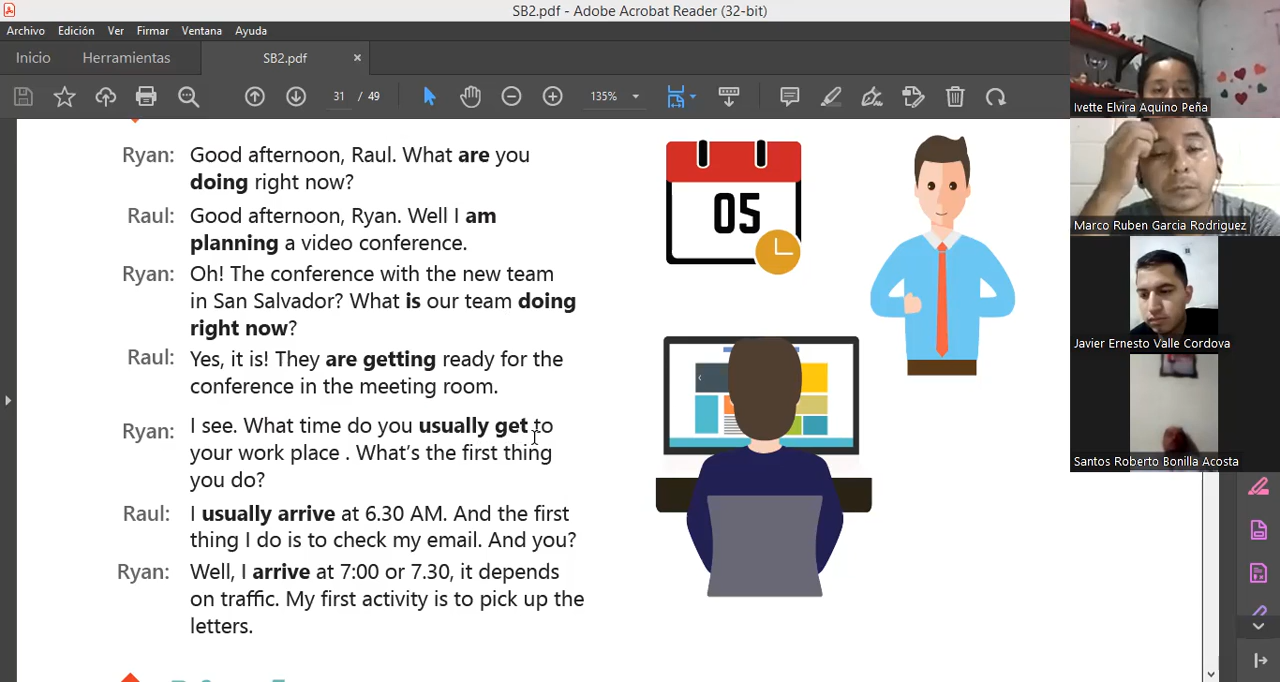 SB2.pdf - Adobe Acrobat Reader (32-bit)
Archivo Edición Ver Firmar Ventana Ayuda
Inicio Herramientas SB2.pdf ×
31 / 49 135%
Ryan: Good afternoon, Raul. What are you
doing right now?
Raul: Good afternoon, Ryan. Well I am
planning a video conference.
Ryan: Oh! The conference with the new team
in San Salvador? What is our team doing
right now?
Raul: Yes, it is! They are getting ready for the
conference in the meeting room.
Ryan: I see. What time do you usually get to
your work place . What's the first thing
you do?
Raul: I usually arrive at 6.30 AM. And the first
thing I do is to check my email. And you?
Ryan: Well, I arrive at 7:00 or 7.30, it depends
on traffic. My first activity is to pick up the
letters.
05
Ivette Elvira Aquino Peña
Marco Ruben Garcia Rodriguez
Javier Ernesto Valle Cordova
Santos Roberto Bonilla Acosta